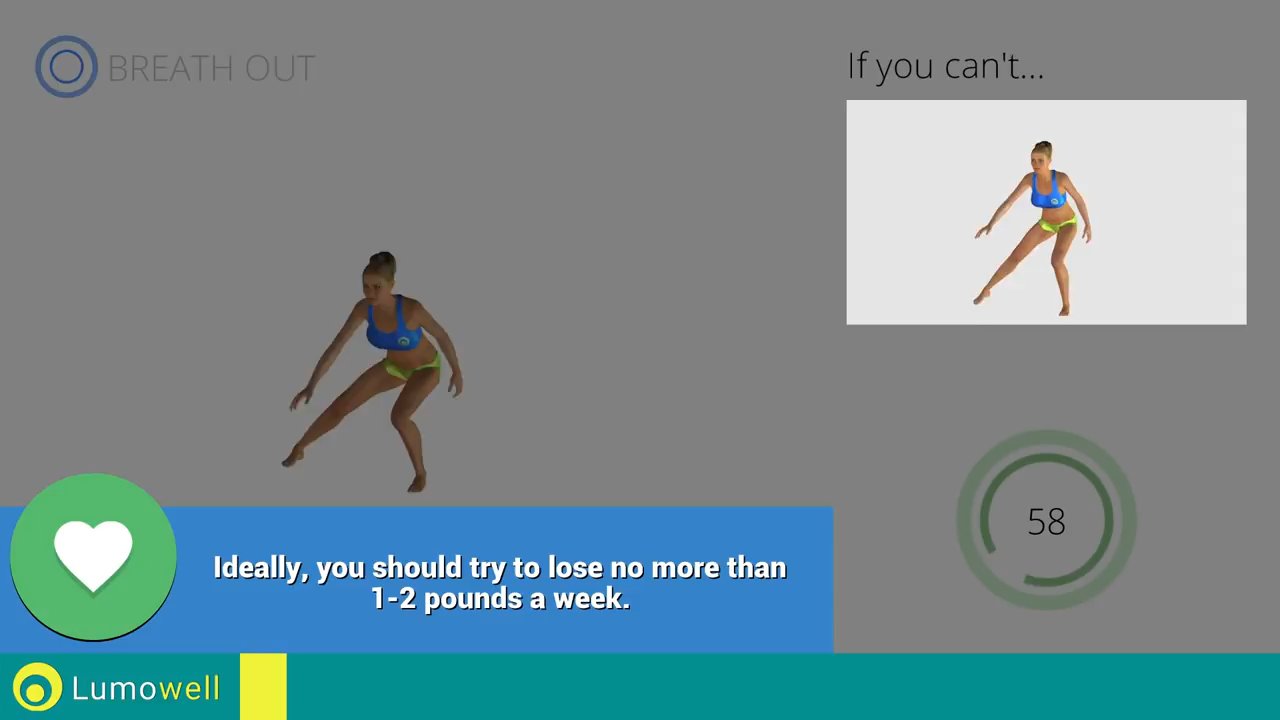 BREATH OUT
If you can't...
58
Ideally, you should try to lose no more than
1-2 pounds a week.
Lumowell